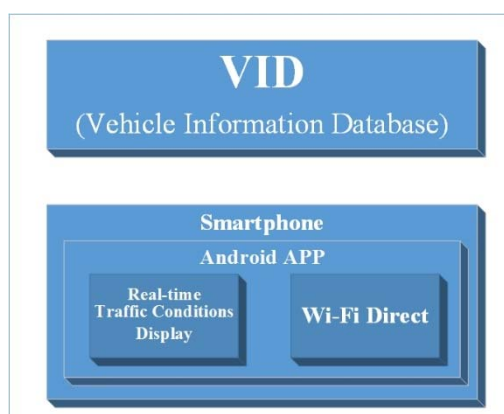 VID
(Vehicle Information Database)
Smartphone
Android APP
Real-time
Traffic Conditions
Display
Wi-Fi Direct